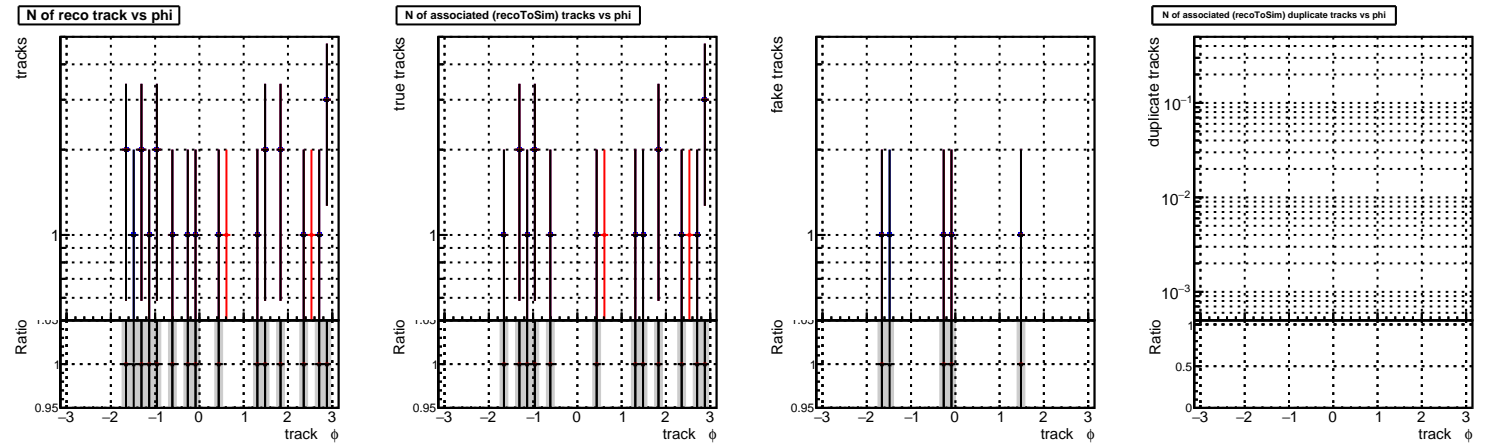 N of reco track vs phi
tracks
1
Ratio
1.05
1
0.95
−3 −2 −1 0 1 2 3
track ϕ
N of associated (recoToSim) tracks vs phi
true tracks
1
Ratio
1.05
1
0.95
−3 −2 −1 0 1 2 3
track ϕ
fake tracks
1
Ratio
1.05
1
0.95
−3 −2 −1 0 1 2 3
track ϕ
N of associated (recoToSim) duplicate tracks vs phi
duplicate tracks
10−1
10−2
10−3
Ratio
1
0.5
0
−3 −2 −1 0 1 2 3
track ϕ